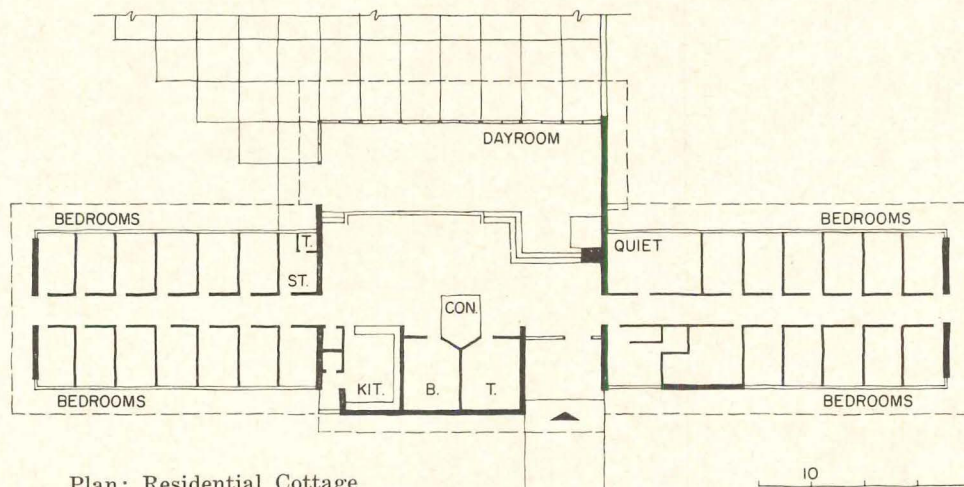 DAYROOM
BEDROOMS
BEDROOMS
T.
QUIET
ST.
CON.
KIT.
B.
T.
BEDROOMS
BEDROOMS
Plan: Residential Cottage
10